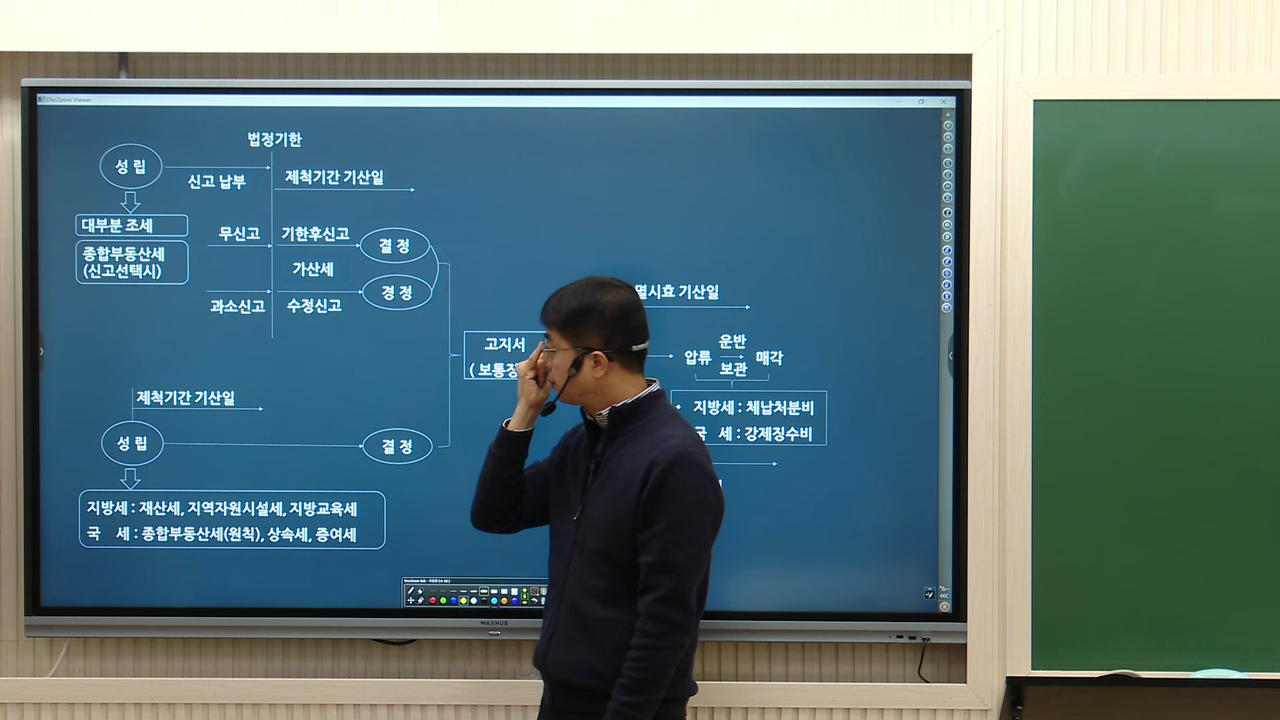 DocZoom Viewer
법정기한
성 립
신고 납부
제척기간 기산일
대부분 조세
종합부동산세
(신고선택시)
무신고
기한후신고
결 정
가산세
경 정
과소신고
수정신고
멸시효 기산일
고지서
( 보통징
압류
운반
보관
매각
지방세 : 체납처분비
국 세 : 강제징수비
제척기간 기산일
성 립
결 정
지방세 : 재산세, 지역자원시설세, 지방교육세
국 세 : 종합부동산세(원칙), 상속세, 증여세
MAXHUB